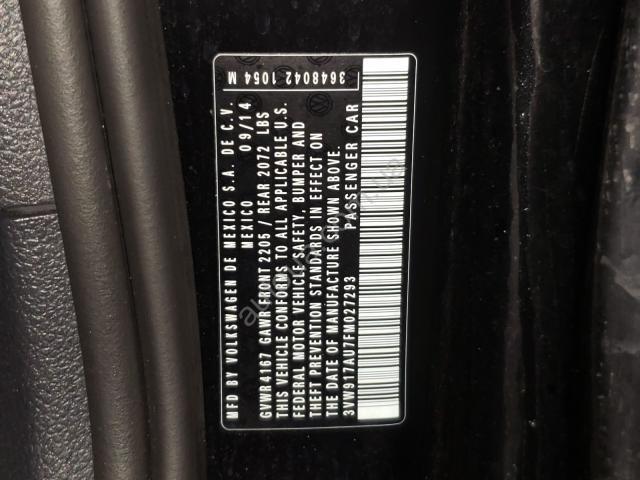 3648042 1054 M
MFD BY VOLKSWAGEN DE MEXICO S.A. DE C.V.
MEXICO 09/14
GVWR 4167 GAWR FRONT 2205 / REAR 2072 LBS
THIS VEHICLE CONFORMS TO ALL APPLICABLE U.S.
FEDERAL MOTOR VEHICLE SAFETY, BUMPER AND
THEFT PREVENTION STANDARDS IN EFFECT ON
THE DATE OF MANUFACTURE SHOWN ABOVE.
3VW917AU7FM027293 PASSENGER CAR